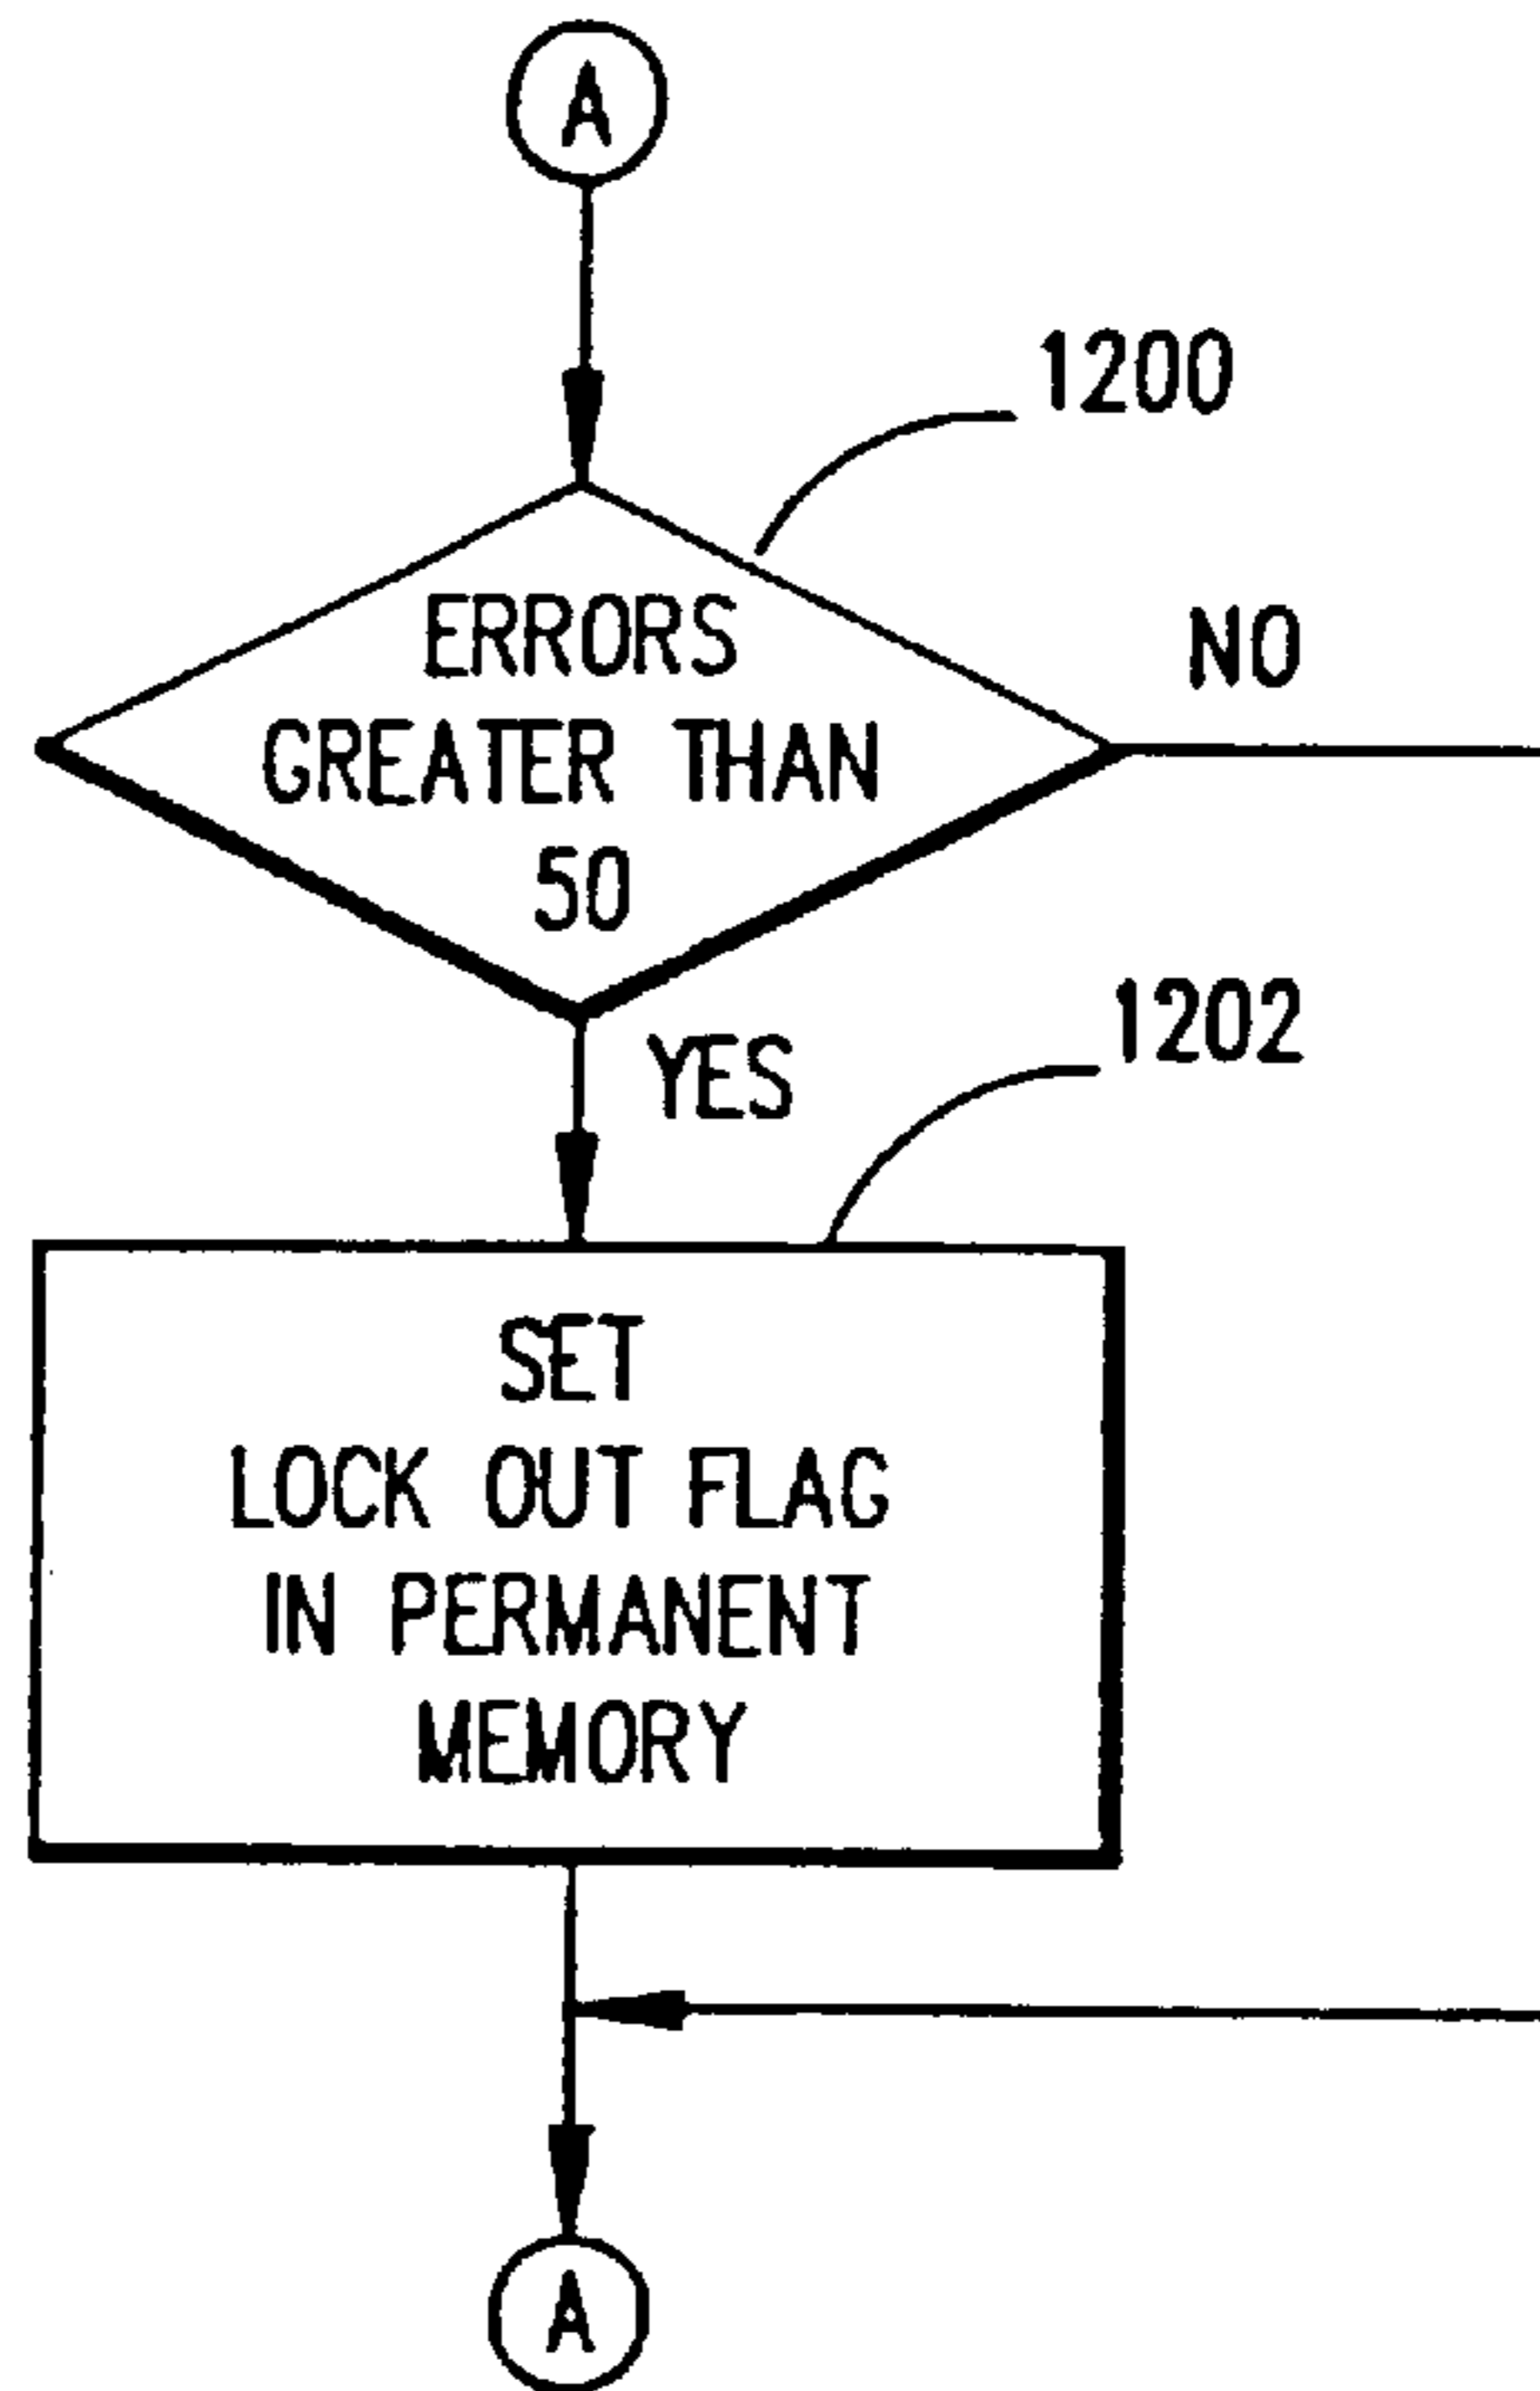 A
1200
ERRORS
GREATER THAN
50
NO
YES
1202
SET
LOCK OUT FLAG
IN PERMANENT
MEMORY
A